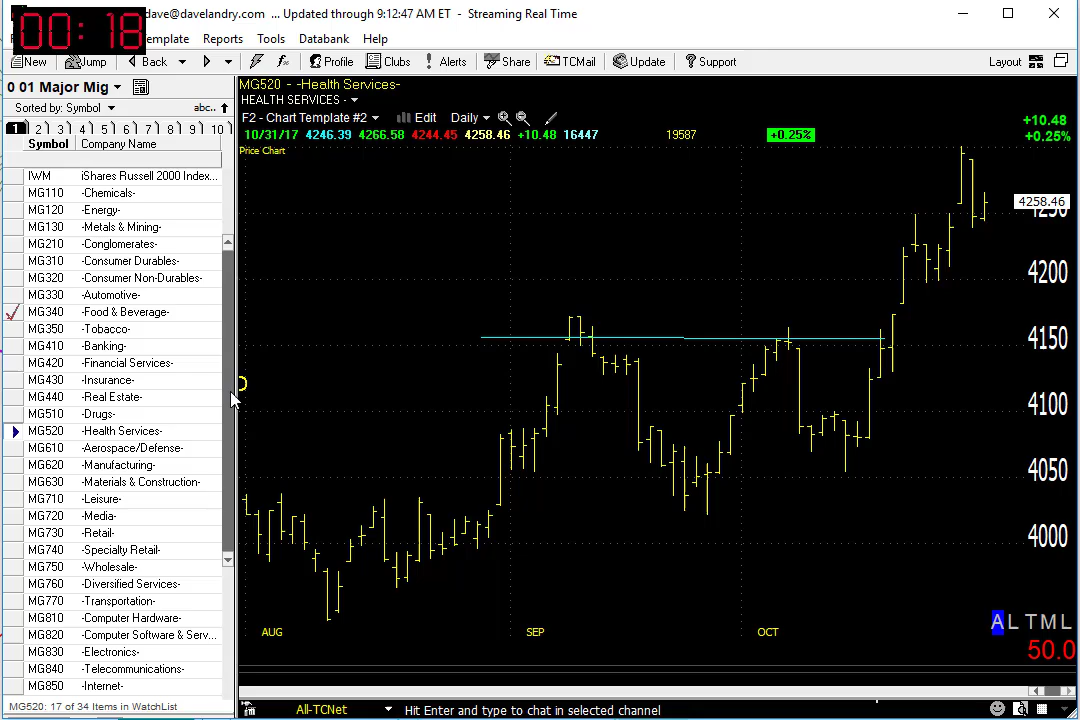 dave@davelandry.com ... Updated through 9:12:47 AM ET - Streaming Real Time
00:18
emplate Reports Tools Databank Help
New Jump Back Profile Clubs Alerts Share TCMail Update Support Layout
0 01 Major Mig
Sorted by: Symbol abc..
1 2 3 4 5 6 7 8 9 10
Symbol Company Name
IWM iShares Russell 2000 Index...
MG110 -Chemicals-
MG120 -Energy-
MG130 -Metals & Mining-
MG210 -Conglomerates-
MG310 -Consumer Durables-
MG320 -Consumer Non-Durables-
MG330 -Automotive-
MG340 -Food & Beverage-
MG350 -Tobacco-
MG410 -Banking-
MG420 -Financial Services-
MG430 -Insurance-
MG440 -Real Estate-
MG510 -Drugs-
MG520 -Health Services-
MG610 -Aerospace/Defense-
MG620 -Manufacturing-
MG630 -Materials & Construction-
MG710 -Leisure-
MG720 -Media-
MG730 -Retail-
MG740 -Specialty Retail-
MG750 -Wholesale-
MG760 -Diversified Services-
MG770 -Transportation-
MG810 -Computer Hardware-
MG820 -Computer Software & Serv...
MG830 -Electronics-
MG840 -Telecommunications-
MG850 -Internet-
MG520: 17 of 34 Items in WatchList
MG520 - -Health Services-
HEALTH SERVICES -
F2 - Chart Template #2 Edit Daily
10/31/17 4246.39 4266.58 4244.45 4258.46 +10.48 16447 19587 +0.25%
+10.48
+0.25%
Price Chart
4258.46
4250
4200
4150
4100
4050
4000
AUG SEP OCT
A L T M L
50.0
All-TCNet Hit Enter and type to chat in selected channel